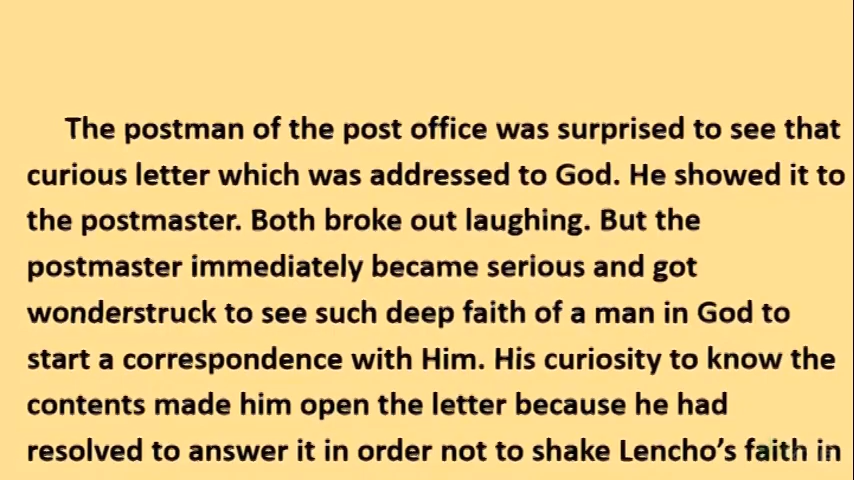 The postman of the post office was surprised to see that
curious letter which was addressed to God. He showed it to
the postmaster. Both broke out laughing. But the
postmaster immediately became serious and got
wonderstruck to see such deep faith of a man in God to
start a correspondence with Him. His curiosity to know the
contents made him open the letter because he had
resolved to answer it in order not to shake Lencho’s faith in